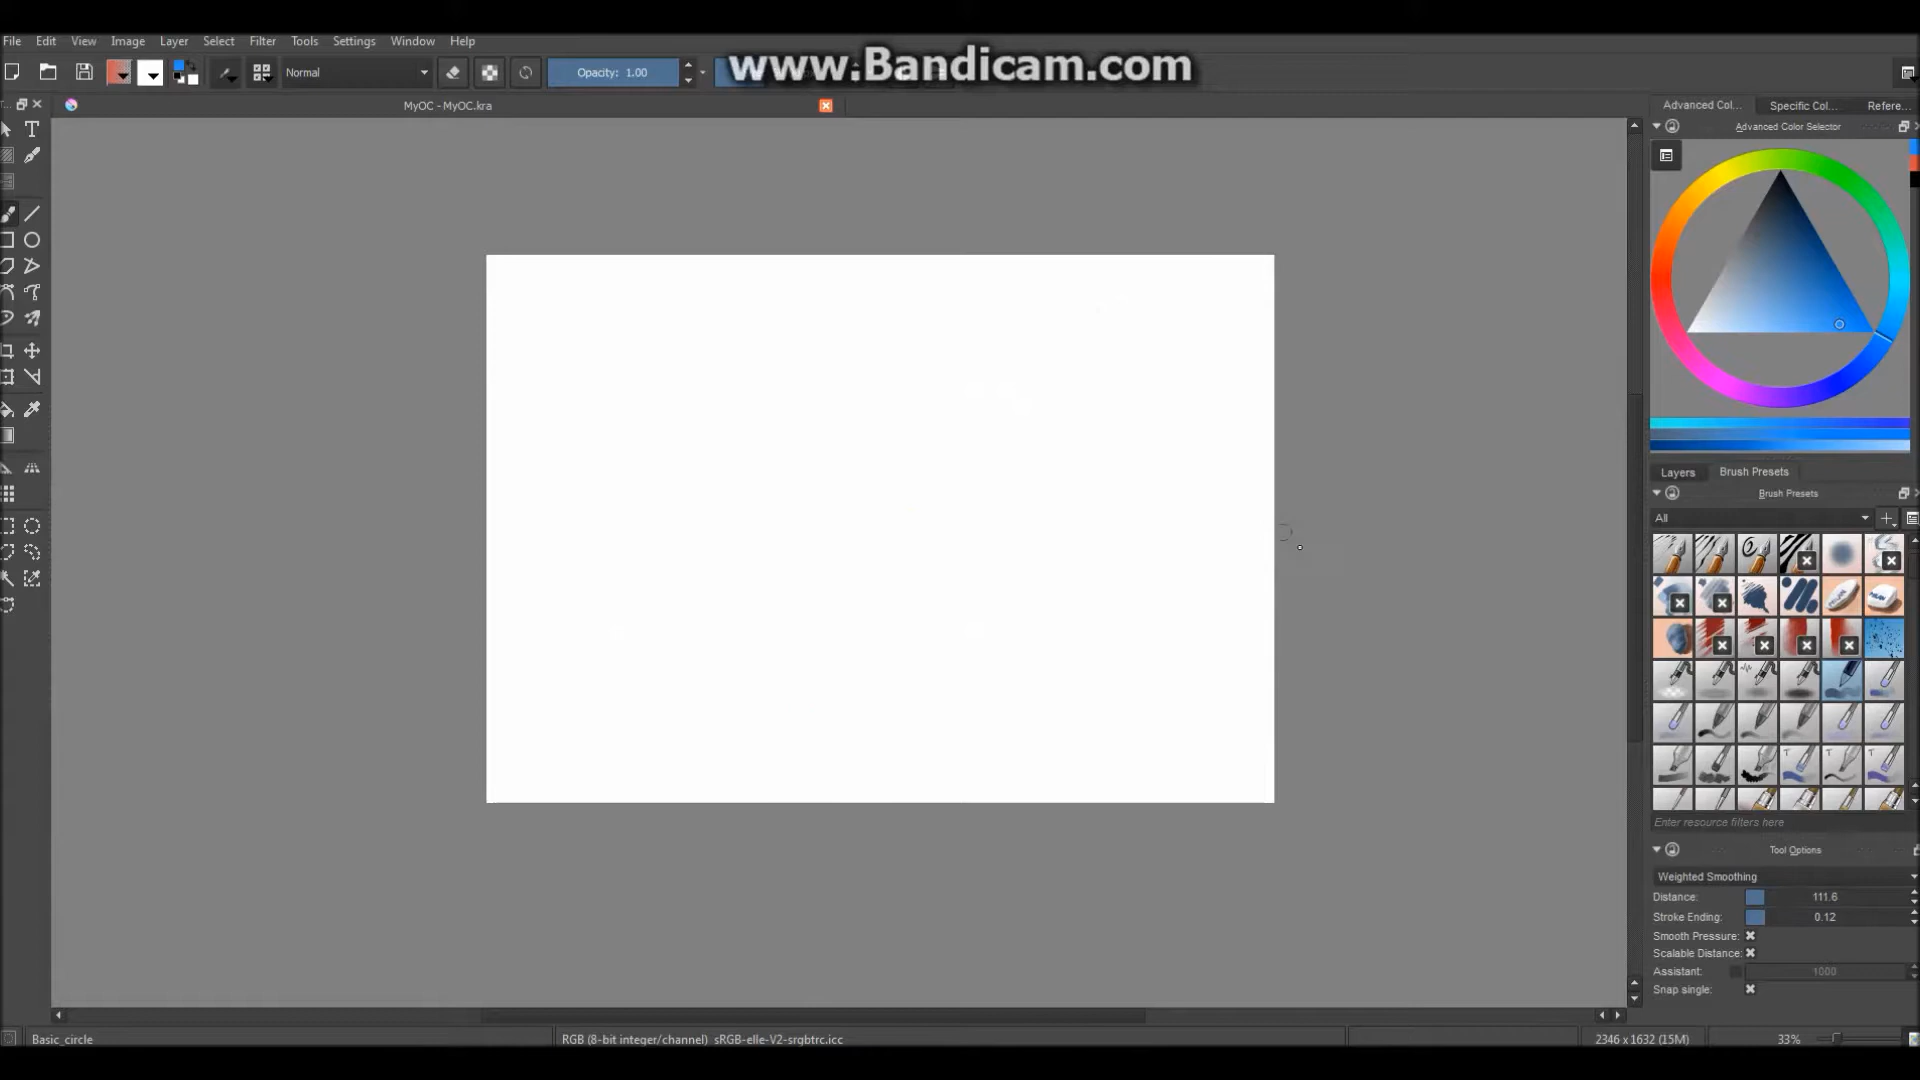 File Edit View Image Layer Select Filter Tools Settings Window Help
www.Bandicam.com
Normal
Opacity: 1.00
MyOC - MyOC.kra
Advanced Col... Specific Col... Refere...
Advanced Color Selector
Layers Brush Presets
Brush Presets
All
Enter resource filters here
Tool Options
Weighted Smoothing
Distance: 111.6
Stroke Ending: 0.12
Smooth Pressure:
Scalable Distance:
Assistant: 1000
Snap single:
Basic_circle
RGB (8-bit integer/channel) sRGB-elle-V2-srgbtrc.icc
2346 x 1632 (15M)
33%